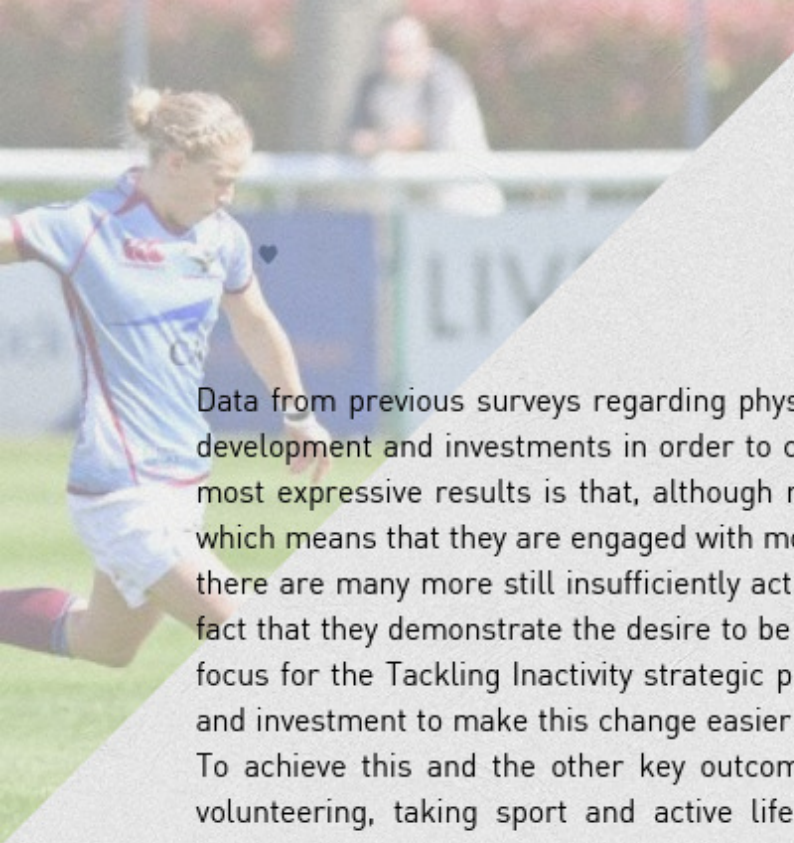 LIV
Data from previous surveys regarding phys
development and investments in order to
most expressive results is that, although
which means that they are engaged with mo
there are many more still insufficiently act
fact that they demonstrate the desire to be
focus for the Tackling Inactivity strategic p
and investment to make this change easier
To achieve this and the other key outcom
volunteering, taking sport and active life